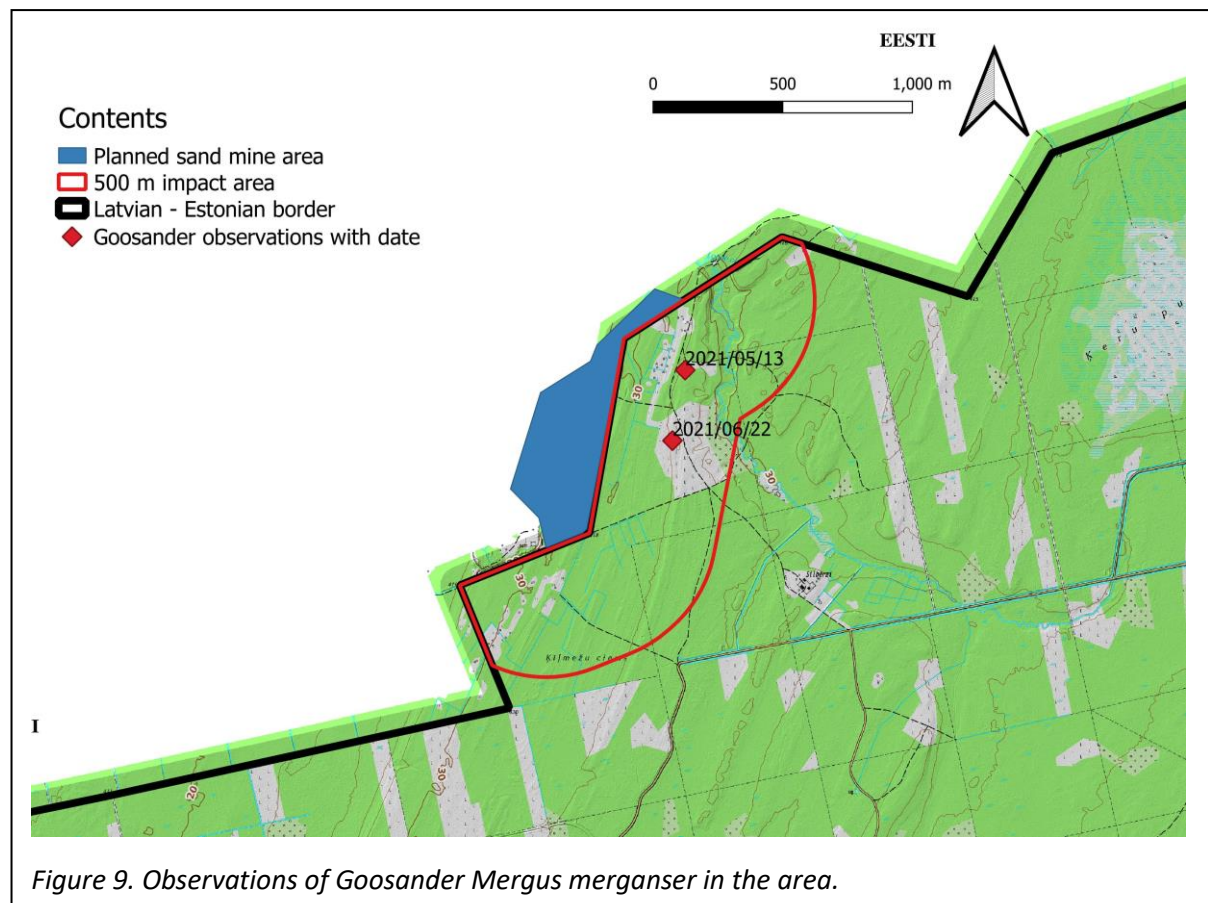 EESTI
0 500 1,000 m
Contents
Planned sand mine area
500 m impact area
Latvian - Estonian border
Goosander observations with date
2021/05/13
30
2021/06/22
30
30
Ķiļmežu
I
20
30
Figure 9. Observations of Goosander Mergus merganser in the area.